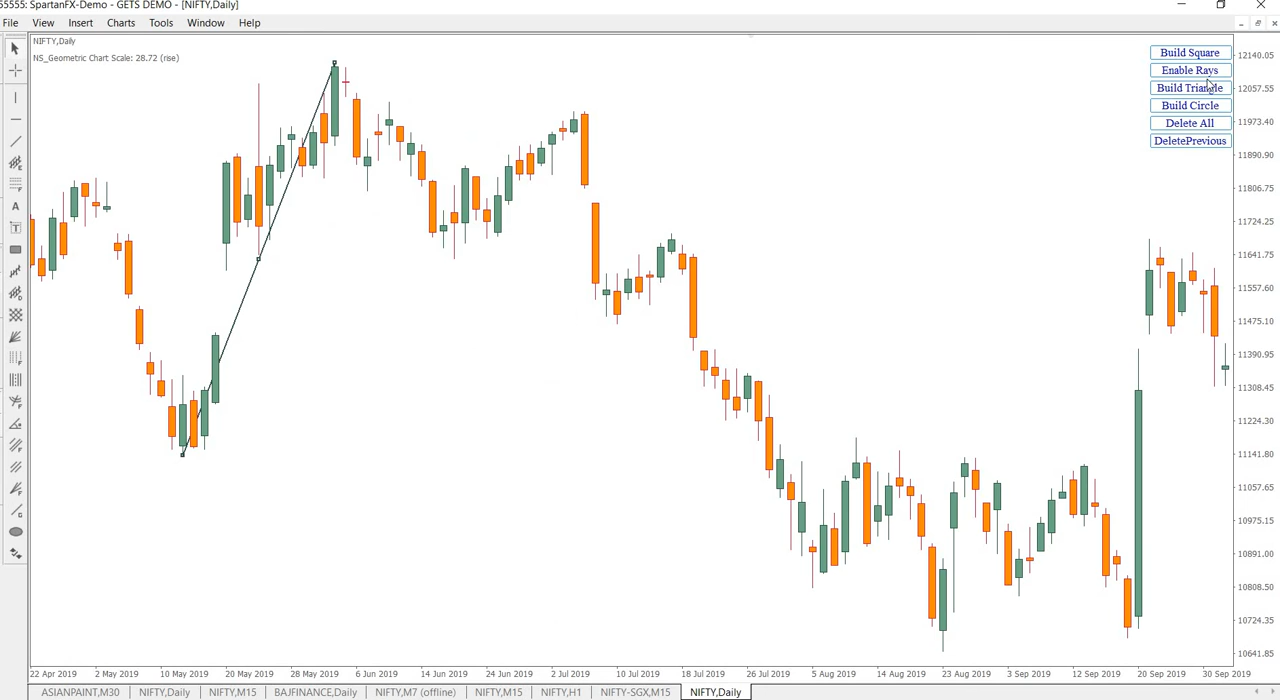 55555: SpartanFX-Demo - GETS DEMO - [NIFTY,Daily]
File View Insert Charts Tools Window Help
NIFTY,Daily
NS_Geometric Chart Scale: 28.72 (rise)
Build Square
Enable Rays
Build Triangle
Build Circle
Delete All
DeletePrevious
12140.05
12057.55
11973.40
11890.90
11806.75
11724.25
11641.75
11557.60
11475.10
11390.95
11308.45
11224.30
11141.80
11057.65
10975.15
10891.00
10808.50
10724.35
10641.85
22 Apr 2019 2 May 2019 10 May 2019 20 May 2019 28 May 2019 6 Jun 2019 14 Jun 2019 24 Jun 2019 2 Jul 2019 10 Jul 2019 18 Jul 2019 26 Jul 2019 5 Aug 2019 14 Aug 2019 23 Aug 2019 3 Sep 2019 12 Sep 2019 20 Sep 2019 30 Sep 2019
ASIANPAINT,M30 NIFTY,Daily NIFTY,M15 BAJFINANCE,Daily NIFTY,M7 (offline) NIFTY,M15 NIFTY,H1 NIFTY-SGX,M15 NIFTY,Daily